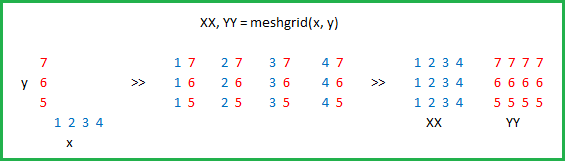 XX, YY = meshgrid(x, y)
7 1 7 2 7 3 7 4 7 1 2 3 4 7 7 7 7
y 6 >> 1 6 2 6 3 6 4 6 >> 1 2 3 4 6 6 6 6
5 1 5 2 5 3 5 4 5 1 2 3 4 5 5 5 5
1 2 3 4 XX YY
x